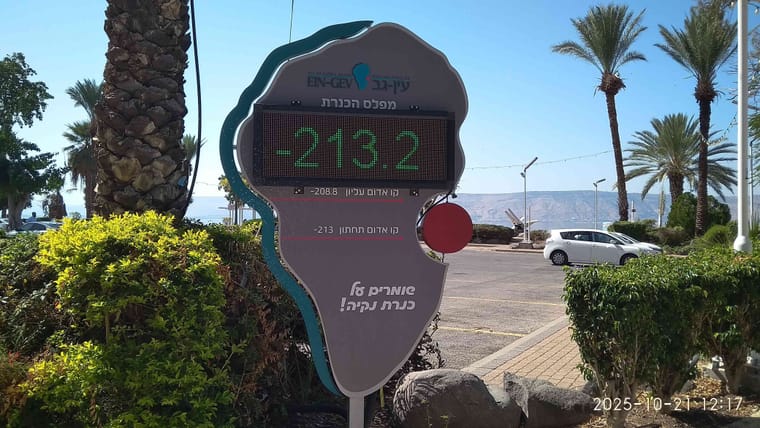 EIN-GEV עין-גב
מפלס הכנרת
-213.2
קו אדום עליון -208.8
קו אדום תחתון -213
שומרים על
כנרת נקיה!
2025-10-21 12:17